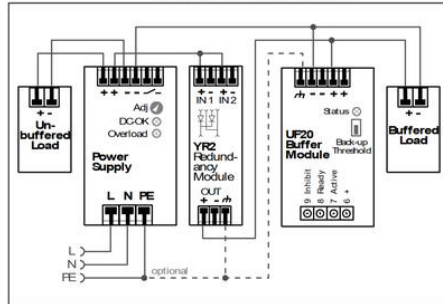 + -
Un-
buffered
Load
+ + - - -
Adj
DC-OK
Overload
Power
Supply
L N PE
+ - + -
IN 1 IN 2
YR2
Redund-
ancy
Module
OUT
+ -
- - + +
Status
Back-up
Threshold
UF20
Buffer
Module
9 Inhibit
8 Ready
7 Active
6 +
+ -
Buffered
Load
L
N
PE
optional